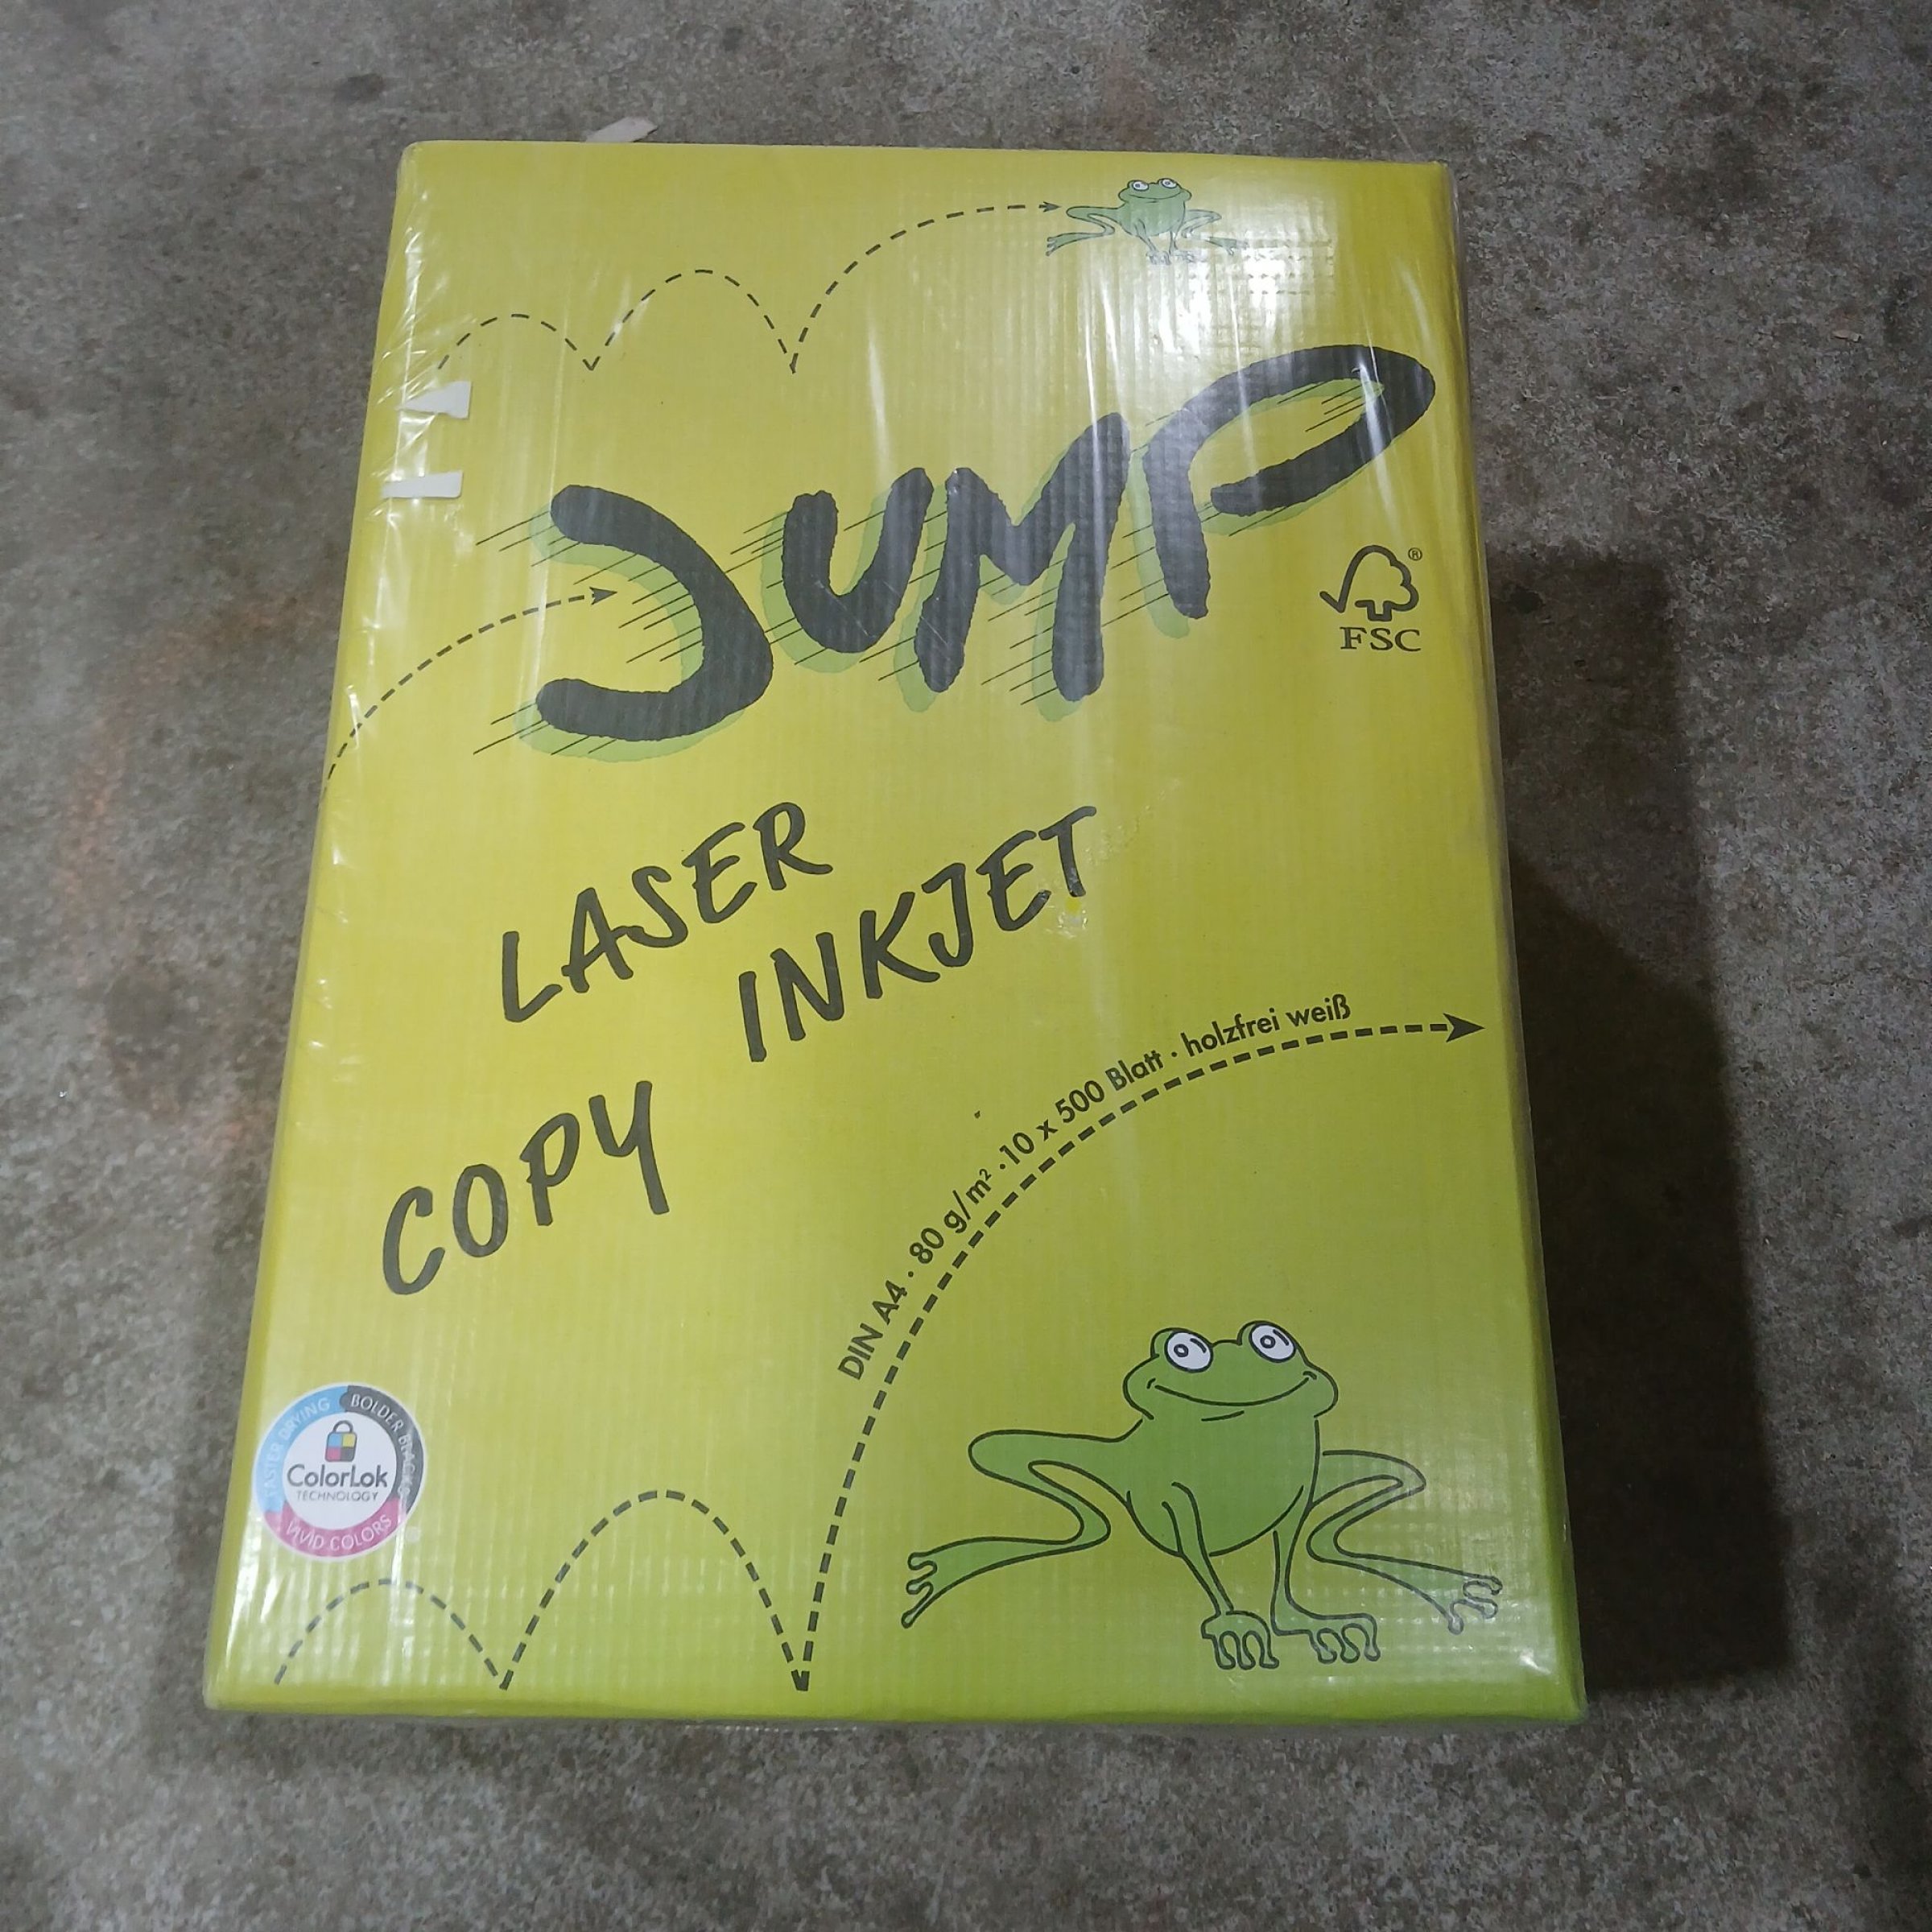 JUMP
®
FSC
LASER
INKJET
COPY
DIN A4 · 80 g/m² · 10 x 500 Blatt · holzfrei weiß
FASTER DRYING
BOLDER BLACKS
ColorLok
TECHNOLOGY
VIVID COLORS